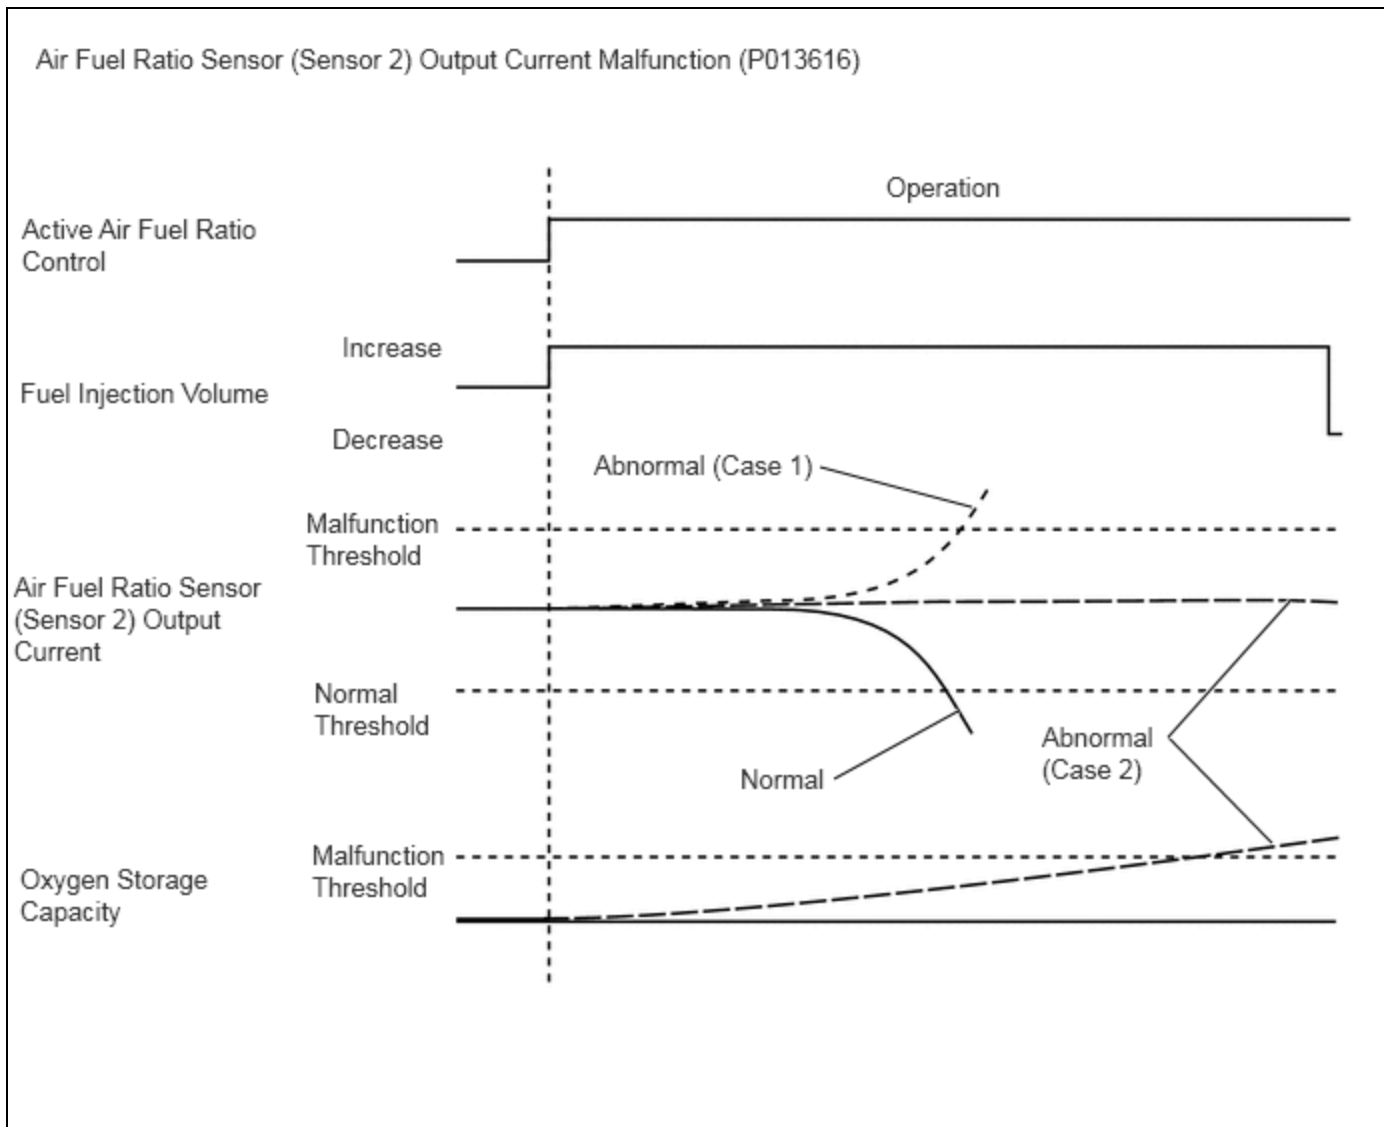 Air Fuel Ratio Sensor (Sensor 2) Output Current Malfunction (P013616)
Operation
Active Air Fuel Ratio
Control
Increase
Fuel Injection Volume
Decrease
Abnormal (Case 1)
Malfunction
Threshold
Air Fuel Ratio Sensor
(Sensor 2) Output
Current
Normal
Threshold
Normal
Abnormal
(Case 2)
Malfunction
Threshold
Oxygen Storage
Capacity